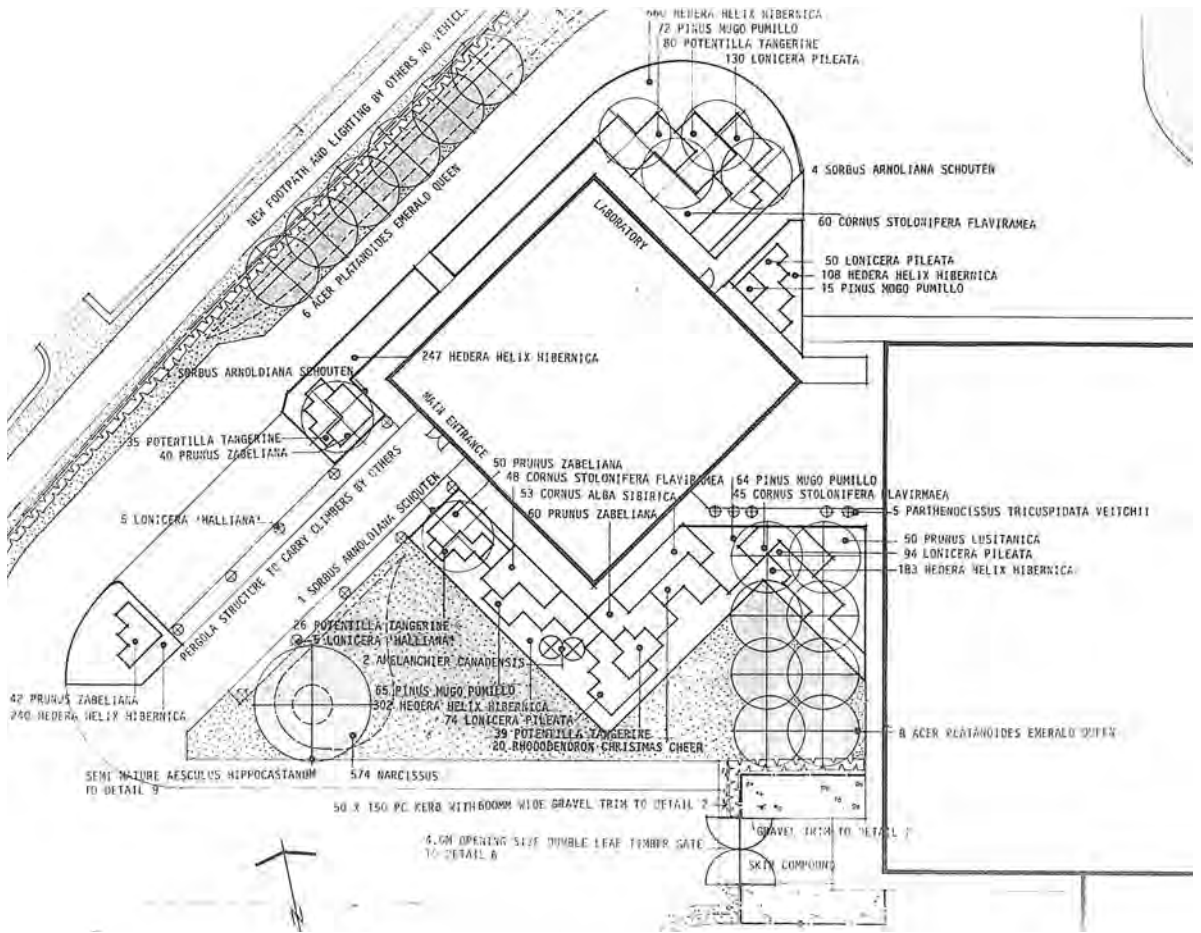 660 HEDERA HELIX HIBERNICA
72 PINUS MUGO PUMILLO
80 POTENTILLA TANGERINE
130 LONICERA PILEATA
NEW FOOTPATH AND LIGHTING BY OTHERS NO VEHICL
6 ACER PLATANOIDES EMERALD QUEEN
LABORATORY
4 SORBUS ARNOLIANA SCHOUTEN
60 CORNUS STOLONIFERA FLAVIRAMEA
50 LONICERA PILEATA
108 HEDERA HELIX HIBERNICA
15 PINUS MUGO PUMILLO
247 HEDERA HELIX HIBERNICA
1 SORBUS ARNOLDIANA SCHOUTEN
MAIN ENTRANCE
35 POTENTILLA TANGERINE
40 PRUNUS ZABELIANA
50 PRUNUS ZABELIANA
48 CORNUS STOLONIFERA FLAVIRAMEA
53 CORNUS ALBA SIBIRICA
60 PRUNUS ZABELIANA
64 PINUS MUGO PUMILLO
45 CORNUS STOLONIFERA FLAVIRMAEA
5 PARTHENOCISSUS TRICUSPIDATA VEITCHII
50 PRUNUS LUSITANICA
94 LONICERA PILEATA
183 HEDERA HELIX HIBERNICA
5 LONICERA 'HALLIANA'
PERGOLA STRUCTURE TO CARRY CLIMBERS BY OTHERS
1 SORBUS ARNOLDIANA SCHOUTEN
26 POTENTILLA TANGERINE
5 LONICERA 'HALLIANA'
2 AMELANCHIER CANADENSIS
65 PINUS MUGO PUMILLO
302 HEDERA HELIX HIBERNICA
74 LONICERA PILEATA
39 POTENTILLA TANGERINE
20 RHODODENDRON CHRISIMAS CHEER
42 PRUNUS ZABELIANA
240 HEDERA HELIX HIBERNICA
8 ACER PLATANOIDES EMERALD QUEEN
SEMI MATURE AESCULUS HIPPOCASTANUM
TO DETAIL 9
574 NARCISSUS
50 X 150 PC KERB WITH 600MM WIDE GRAVEL TRIM TO DETAIL 2
GRAVEL TRIM TO DETAIL
OPENING SIZE DOUBLE LEAF TIMBER GATE
TO DETAIL
SKIP COMPOUND
N